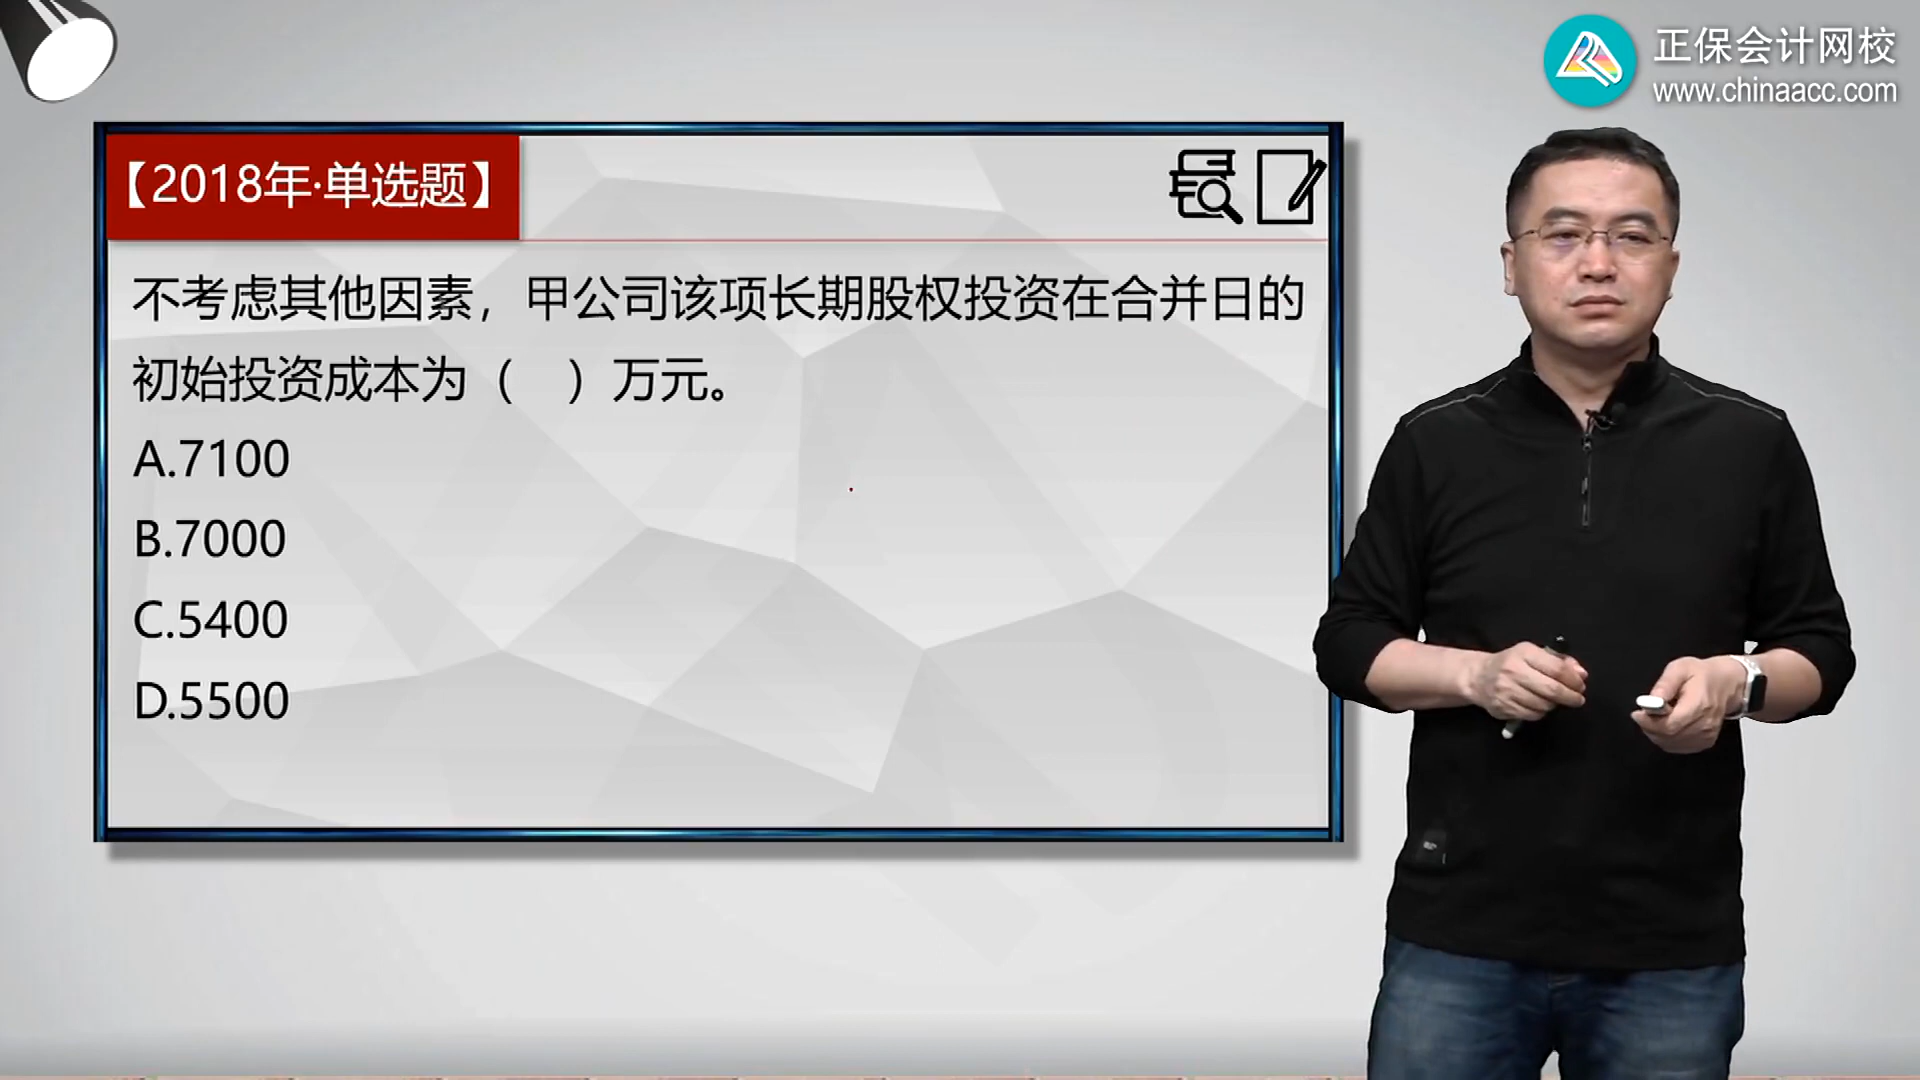 正保会计网校
www.chinaacc.com
【2018年·单选题】
不考虑其他因素，甲公司该项长期股权投资在合并日的
初始投资成本为（ ）万元。
A.7100
B.7000
C.5400
D.5500